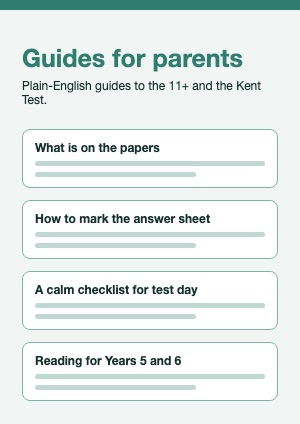 Guides for parents
Plain-English guides to the 11+ and the Kent
Test.
What is on the papers
How to mark the answer sheet
A calm checklist for test day
Reading for Years 5 and 6